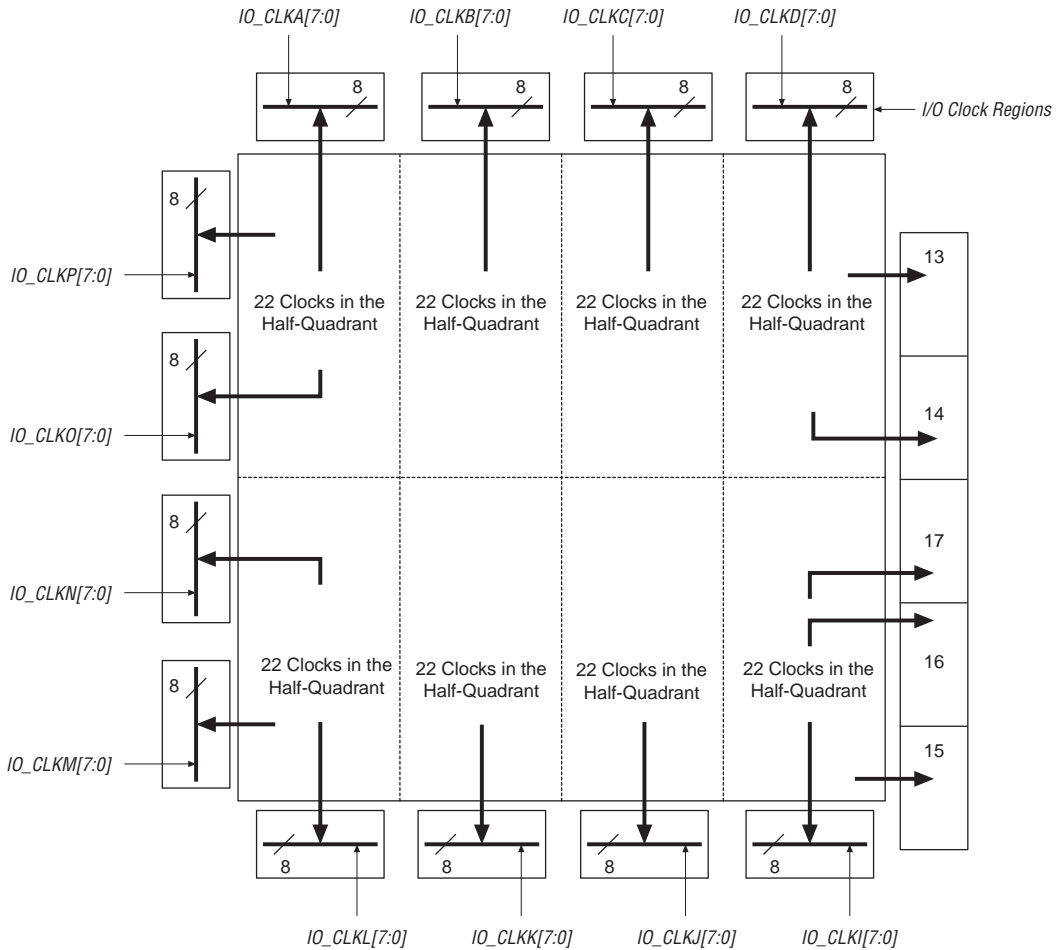 IO_CLKA[7:0] IO_CLKB[7:0] IO_CLKC[7:0] IO_CLKD[7:0]
8 8 8 8
I/O Clock Regions
8
IO_CLKP[7:0]
13
22 Clocks in the Half-Quadrant
22 Clocks in the Half-Quadrant
22 Clocks in the Half-Quadrant
22 Clocks in the Half-Quadrant
8
IO_CLKO[7:0]
14
8
IO_CLKN[7:0]
17
22 Clocks in the Half-Quadrant
22 Clocks in the Half-Quadrant
22 Clocks in the Half-Quadrant
22 Clocks in the Half-Quadrant
16
8
IO_CLKM[7:0]
15
8 8 8 8
IO_CLKL[7:0] IO_CLKK[7:0] IO_CLKJ[7:0] IO_CLKI[7:0]